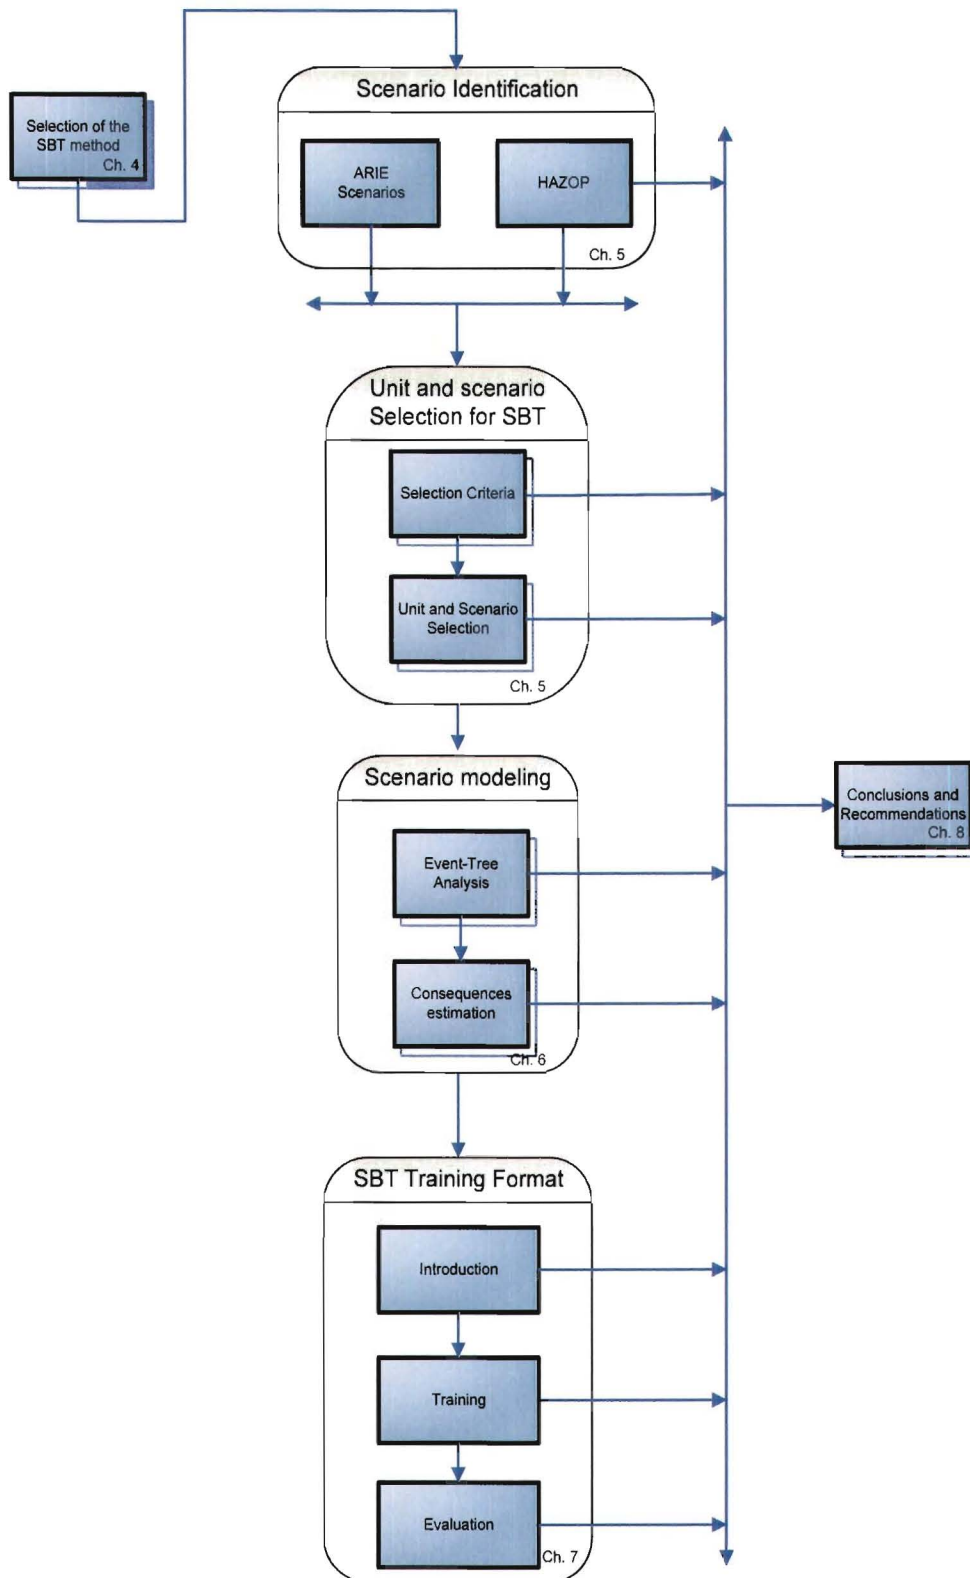 Scenario Identification
Selection of the
SBT method
Ch. 4
ARIE
Scenarios
HAZOP
Ch. 5
Unit and scenario
Selection for SBT
Selection Criteria
Unit and Scenario
Selection
Ch. 5
Scenario modeling
Event-Tree
Analysis
Consequences
estimation
Ch. 6
Conclusions and
Recommendations
Ch. 8
SBT Training Format
Introduction
Training
Evaluation
Ch. 7